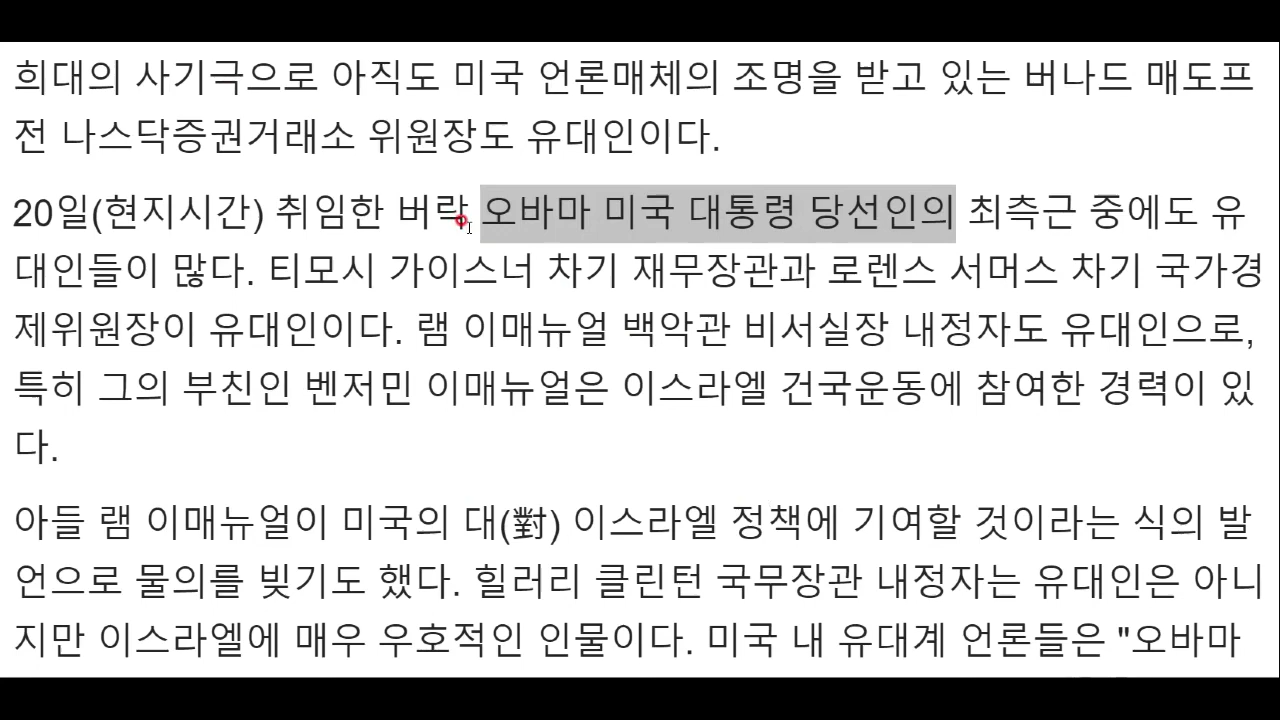 희대의 사기극으로 아직도 미국 언론매체의 조명을 받고 있는 버나드 매도프
전 나스닥증권거래소 위원장도 유대인이다.
20일(현지시간) 취임한 버락 오바마 미국 대통령 당선인의 최측근 중에도 유
대인들이 많다. 티모시 가이스너 차기 재무장관과 로렌스 서머스 차기 국가경
제위원장이 유대인이다. 램 이매뉴얼 백악관 비서실장 내정자도 유대인으로,
특히 그의 부친인 벤저민 이매뉴얼은 이스라엘 건국운동에 참여한 경력이 있
다.
아들 램 이매뉴얼이 미국의 대(對) 이스라엘 정책에 기여할 것이라는 식의 발
언으로 물의를 빚기도 했다. 힐러리 클린턴 국무장관 내정자는 유대인은 아니
지만 이스라엘에 매우 우호적인 인물이다. 미국 내 유대계 언론들은 "오바마